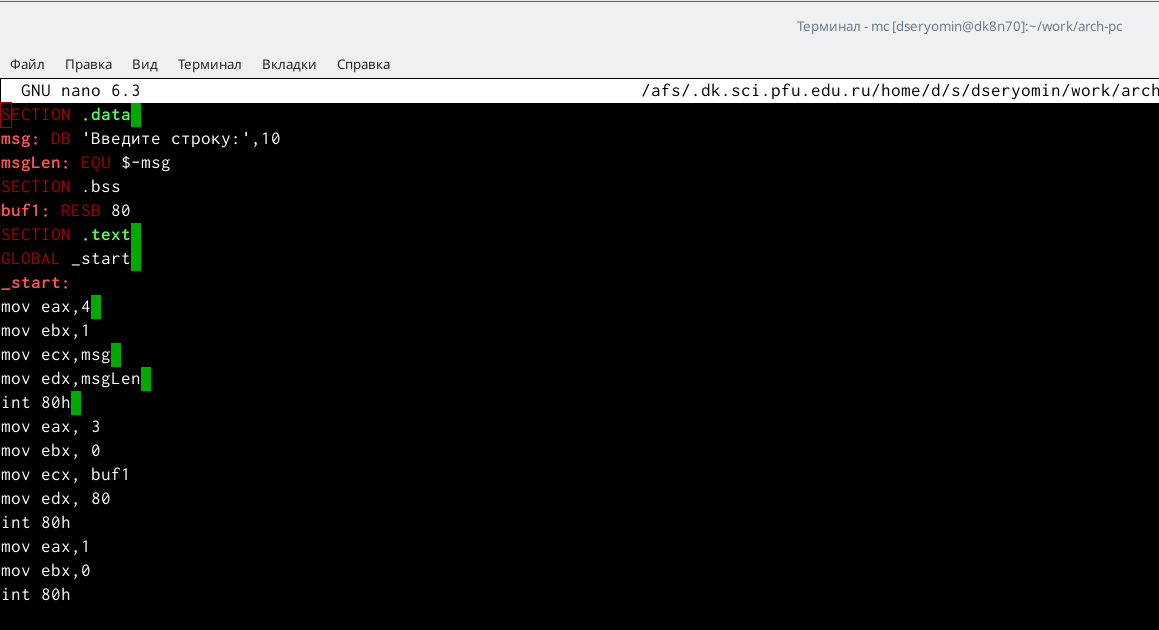 Терминал - mc [dseryomin@dk8n70]:~/work/arch-pc
Файл Правка Вид Терминал Вкладки Справка
GNU nano 6.3 /afs/.dk.sci.pfu.edu.ru/home/d/s/dseryomin/work/arch
SECTION .data
msg: DB 'Введите строку:',10
msgLen: EQU $-msg
SECTION .bss
buf1: RESB 80
SECTION .text
GLOBAL _start
_start:
mov eax,4
mov ebx,1
mov ecx,msg
mov edx,msgLen
int 80h
mov eax, 3
mov ebx, 0
mov ecx, buf1
mov edx, 80
int 80h
mov eax,1
mov ebx,0
int 80h